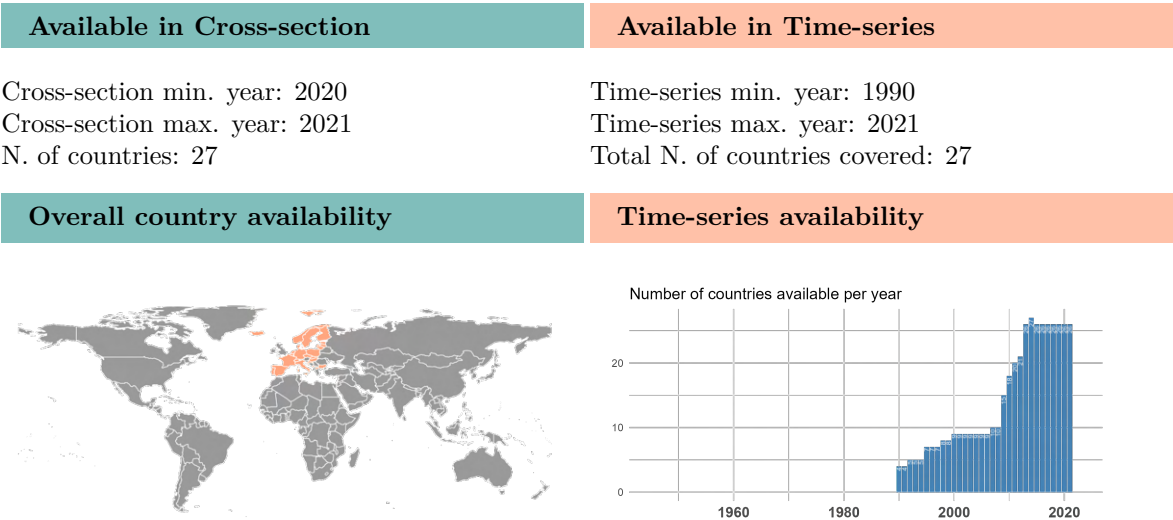 Available in Cross-section
Cross-section min. year: 2020
Cross-section max. year: 2021
N. of countries: 27
Available in Time-series
Time-series min. year: 1990
Time-series max. year: 2021
Total N. of countries covered: 27
Overall country availability
Time-series availability
Number of countries available per year
20
10
0
1960
1980
2000
2020